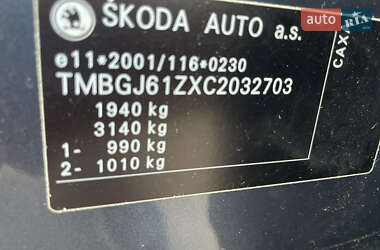 ŠKODA AUTO a.s.
e11*2001/116*0230
TMBGJ61ZXC2032703
1940 kg
3140 kg
1- 990 kg
2- 1010 kg
CAX
AUTO
RIA